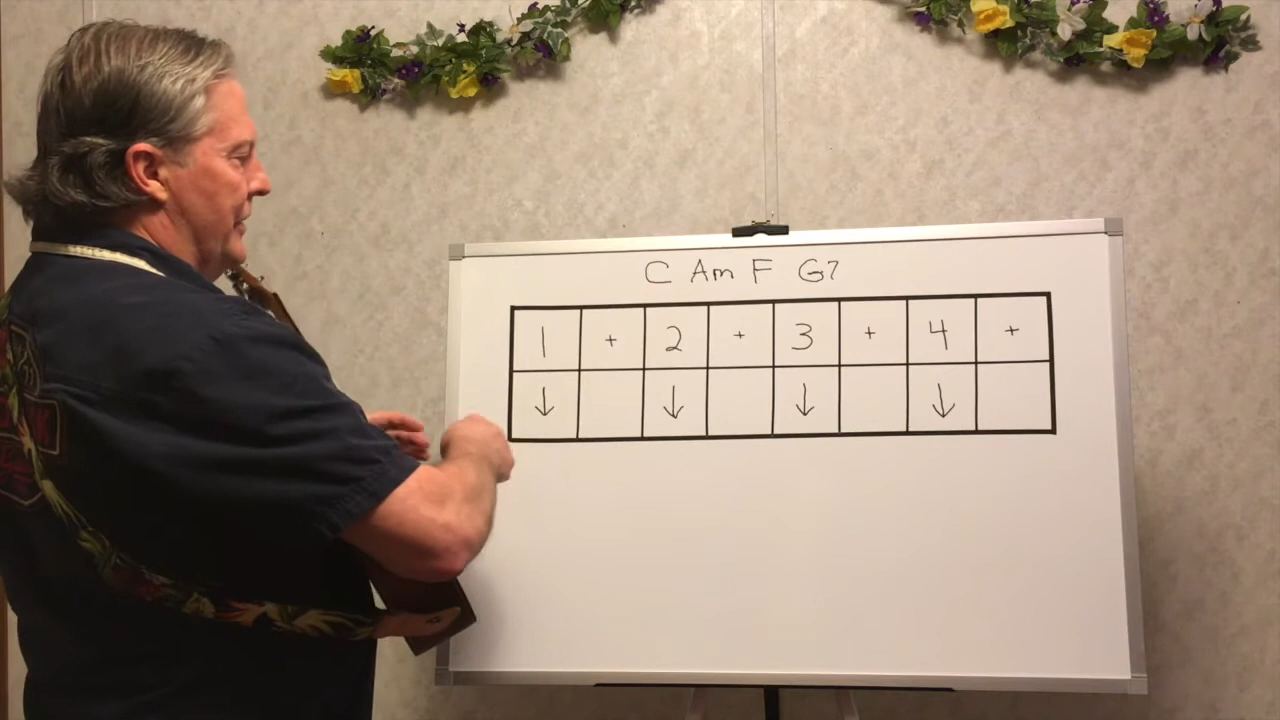 C Am F G7
1 + 2 + 3 + 4 +
↓ ↓ ↓ ↓